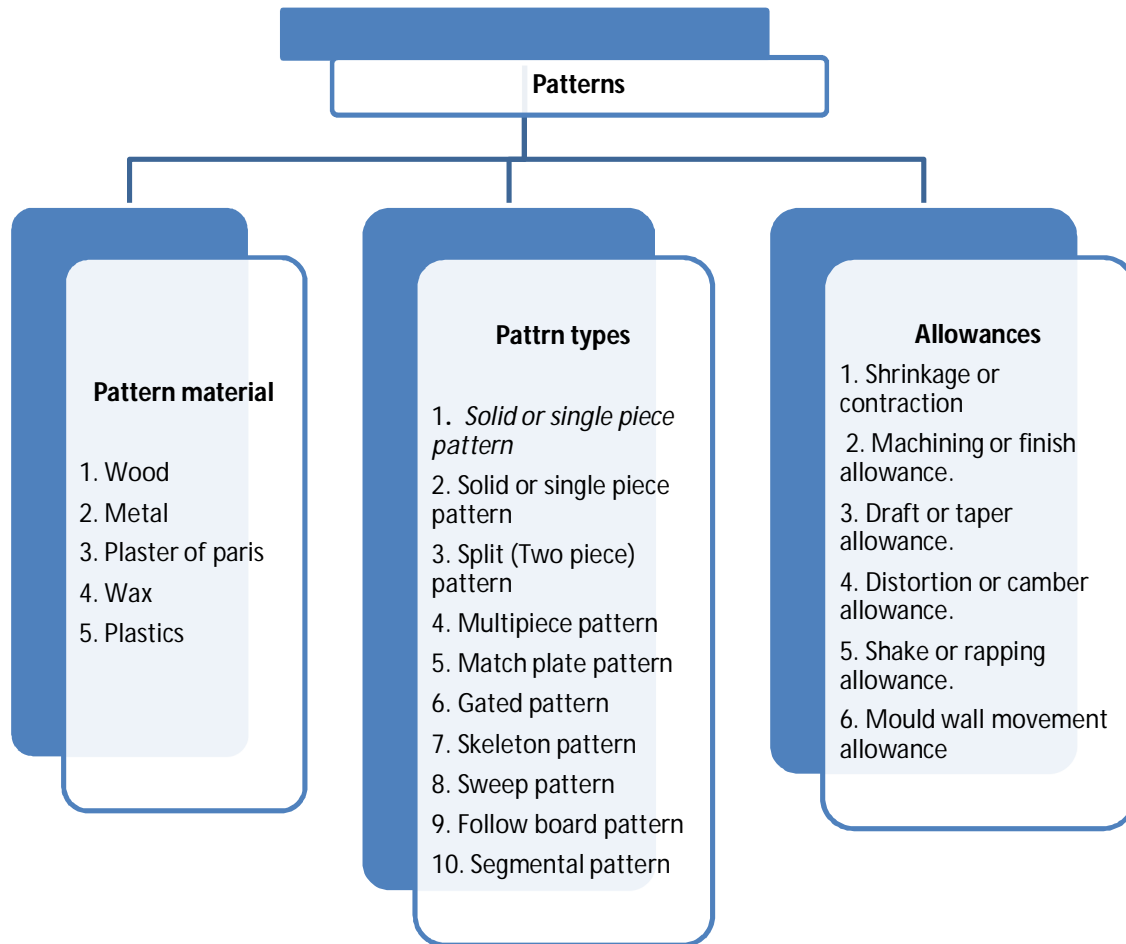 Patterns
Pattern material
1. Wood
2. Metal
3. Plaster of paris
4. Wax
5. Plastics
Pattrn types
1. Solid or single piece
pattern
2. Solid or single piece
pattern
3. Split (Two piece)
pattern
4. Multipiece pattern
5. Match plate pattern
6. Gated pattern
7. Skeleton pattern
8. Sweep pattern
9. Follow board pattern
10. Segmental pattern
Allowances
1. Shrinkage or
contraction
2. Machining or finish
allowance.
3. Draft or taper
allowance.
4. Distortion or camber
allowance.
5. Shake or rapping
allowance.
6. Mould wall movement
allowance